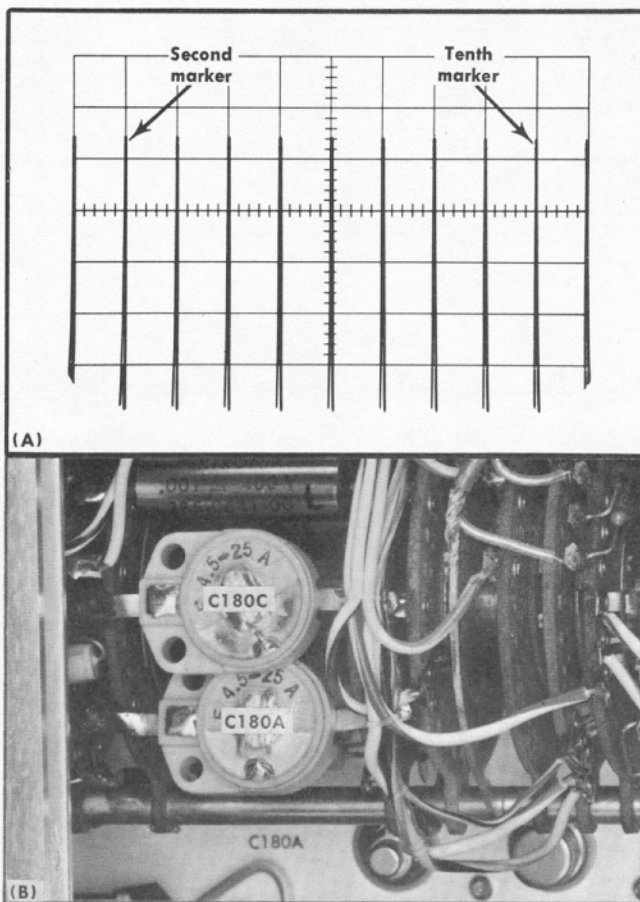 Second
marker
Tenth
marker
(A)
4.5-25 A
C180C
4.5-25 A
C180A
C180A
(B)